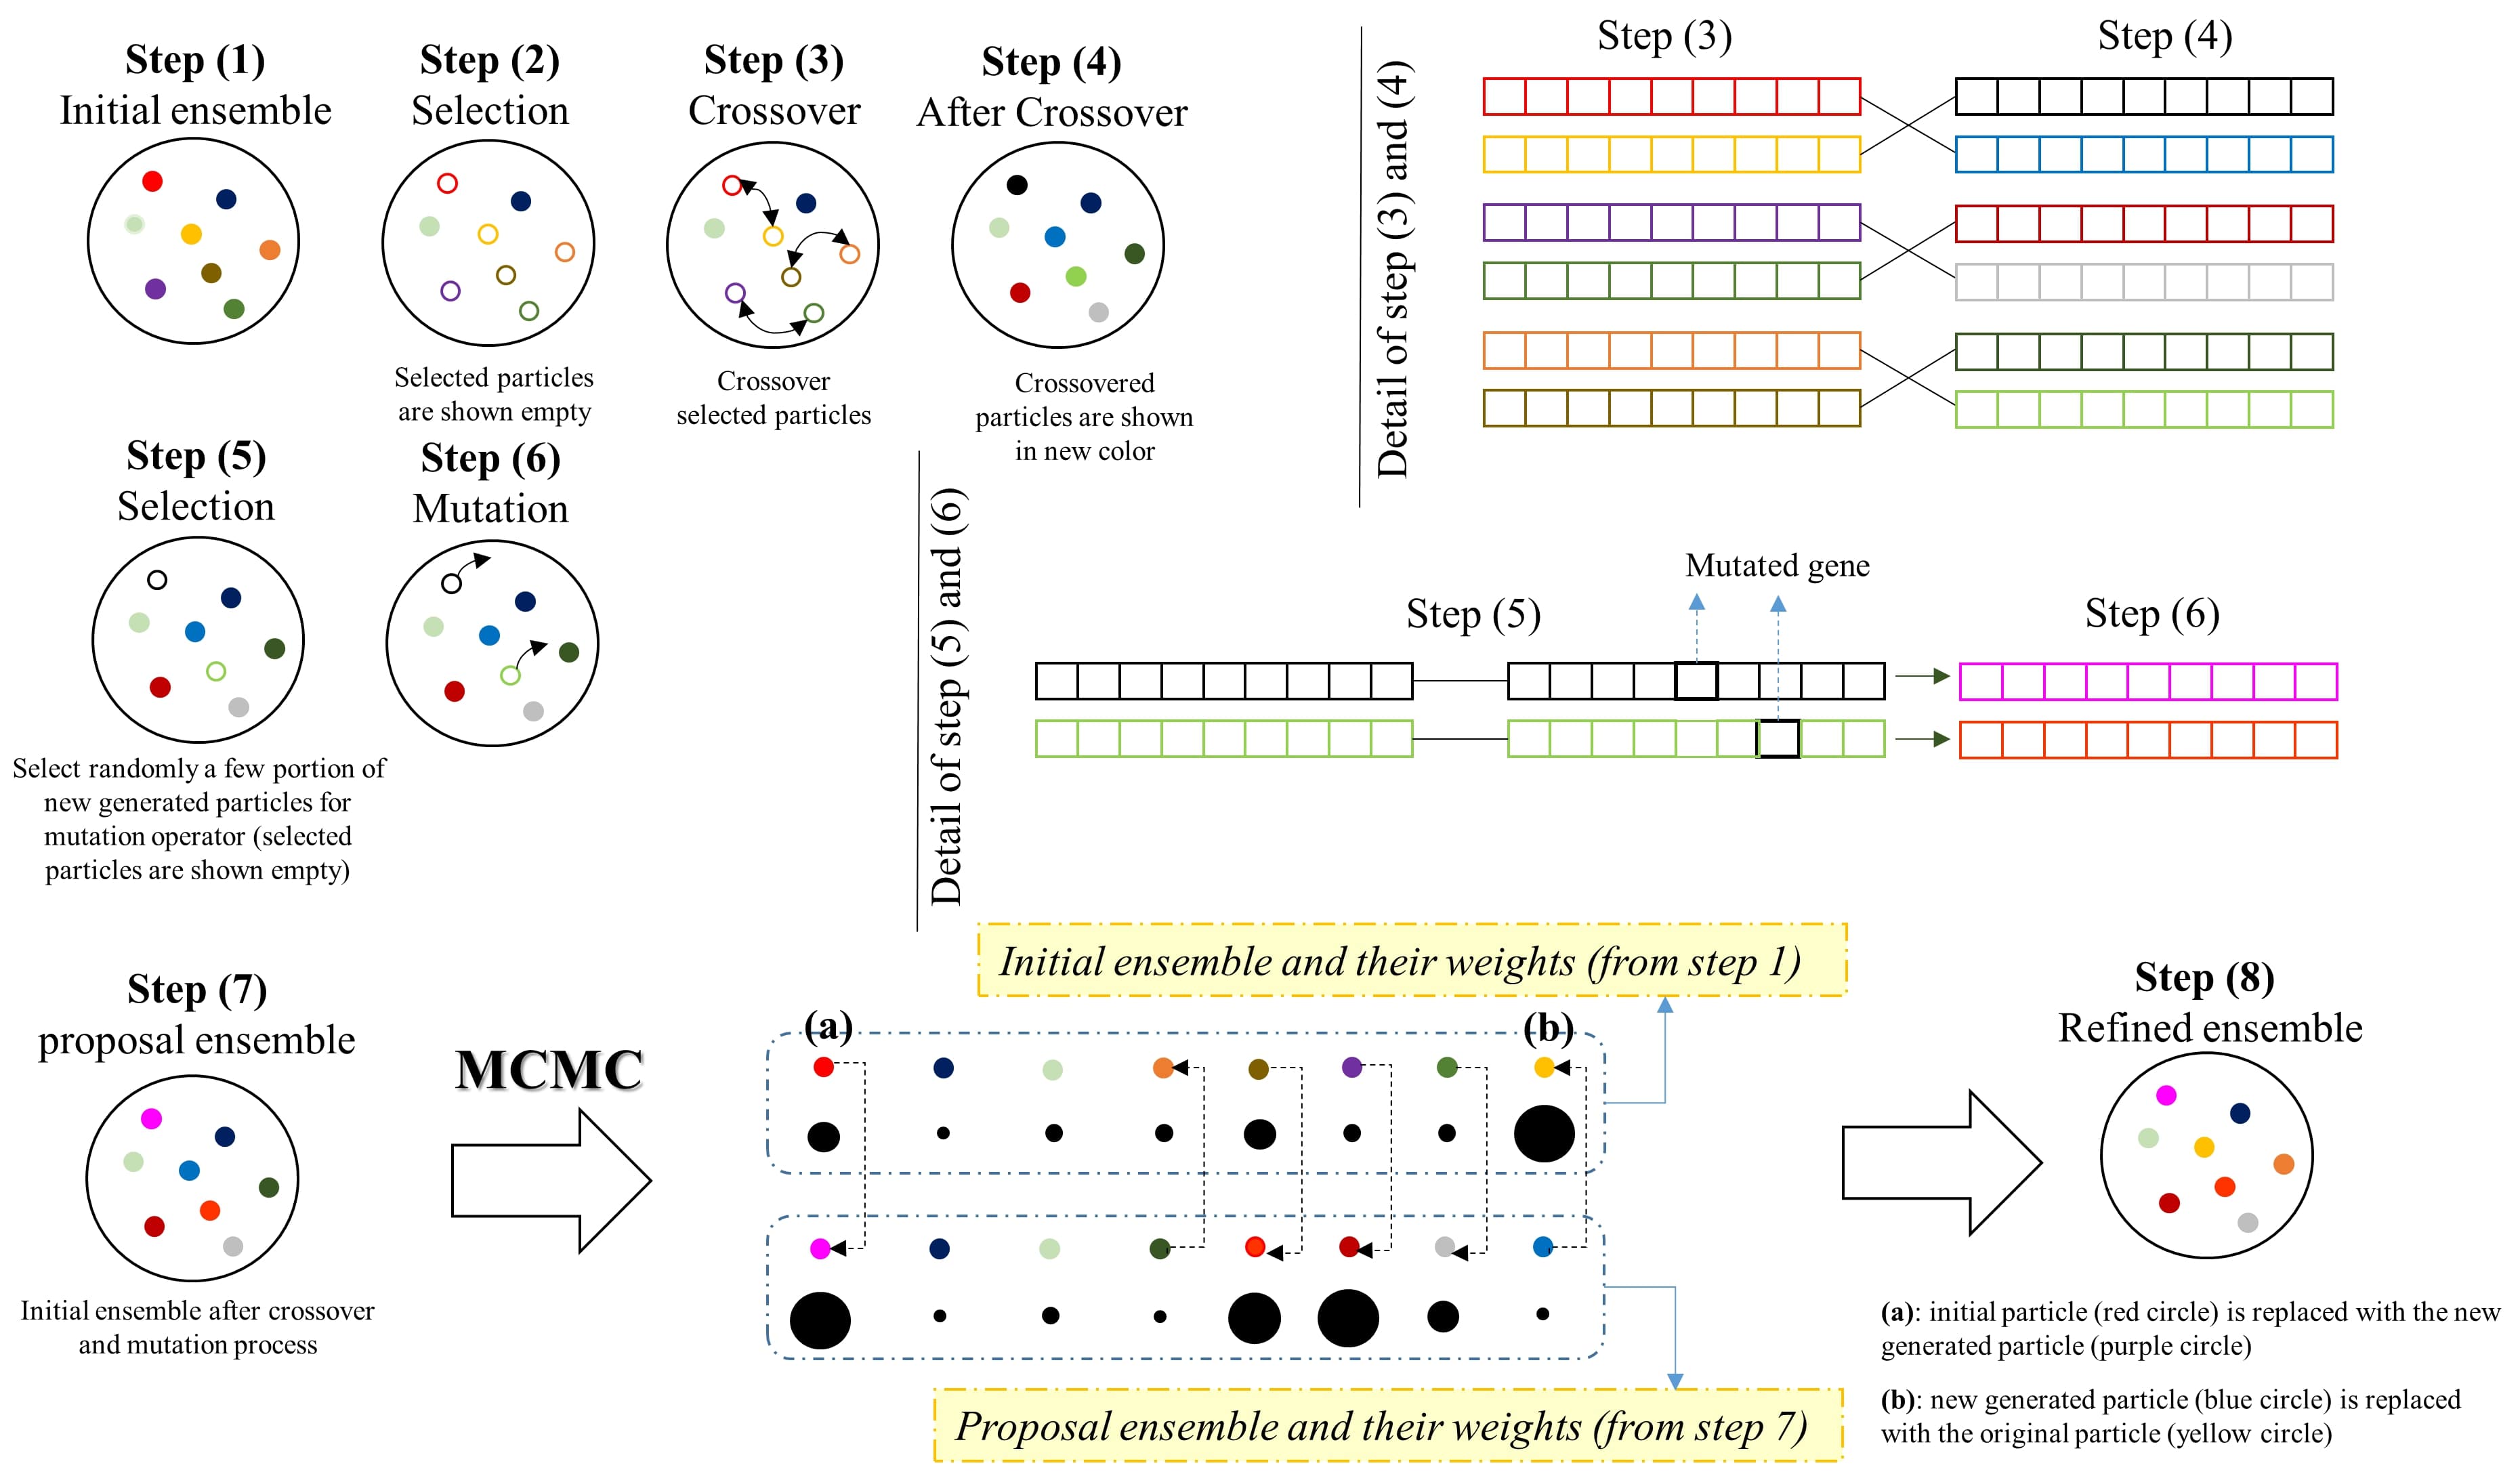 Step (1)
Initial ensemble
Step (2)
Selection
Selected particles
are shown empty
Step (3)
Crossover
Crossover
selected particles
Step (4)
After Crossover
Crossovered
particles are shown
in new color
Detail of step (3) and (4)
Step (3)
Step (4)
Step (5)
Selection
Select randomly a few portion of
new generated particles for
mutation operator (selected
particles are shown empty)
Step (6)
Mutation
Detail of step (5) and (6)
Mutated gene
Step (5)
Step (6)
Step (7)
proposal ensemble
Initial ensemble after crossover
and mutation process
MCMC
Initial ensemble and their weights (from step 1)
(a)
(b)
Proposal ensemble and their weights (from step 7)
Step (8)
Refined ensemble
(a): initial particle (red circle) is replaced with the new
generated particle (purple circle)
(b): new generated particle (blue circle) is replaced
with the original particle (yellow circle)